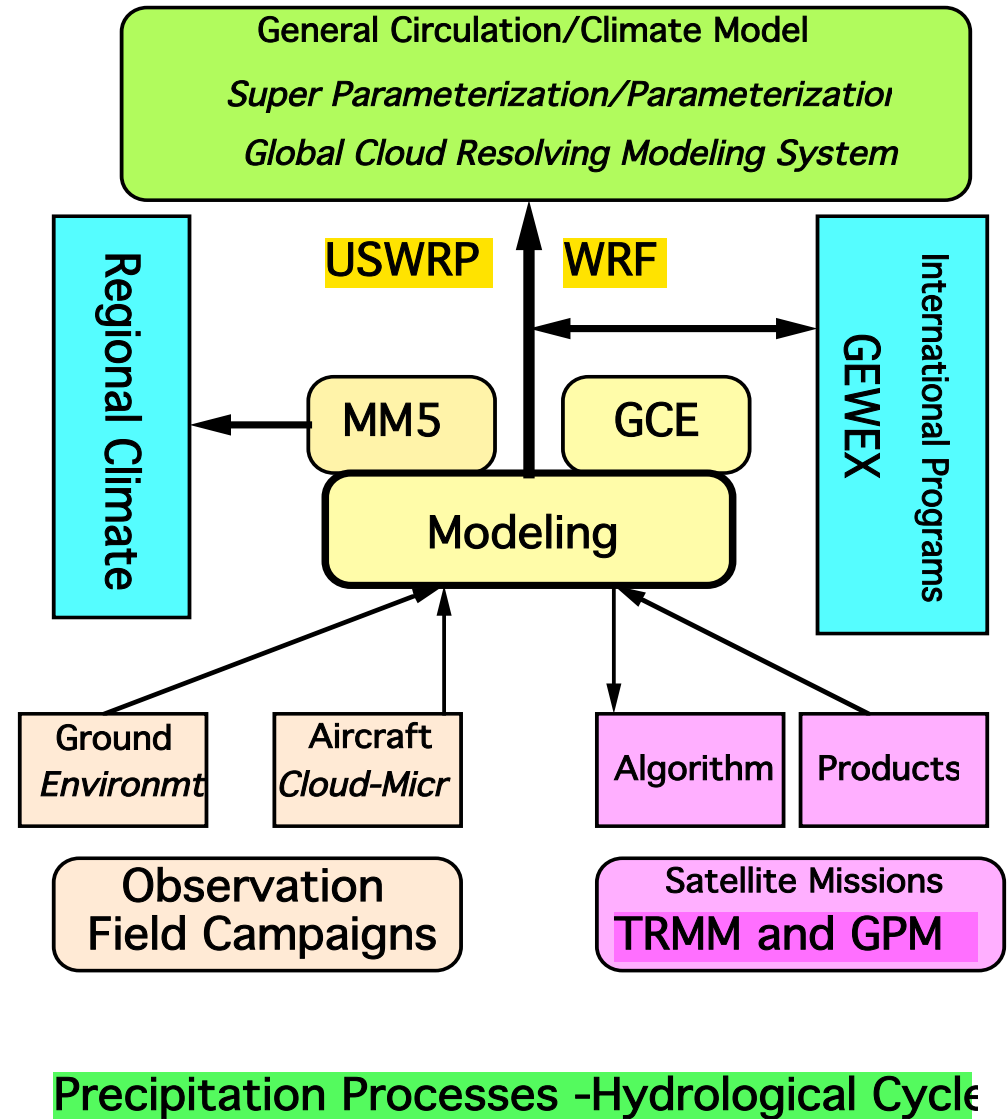 General Circulation/Climate Model
Super Parameterization/Parameterization
Global Cloud Resolving Modeling System
USWRP
WRF
Regional Climate
International Programs
GEWEX
MM5
GCE
Modeling
Ground
Environmt
Aircraft
Cloud-Micr
Algorithm
Products
Observation
Field Campaigns
Satellite Missions
TRMM and GPM
Precipitation Processes -Hydrological Cycle